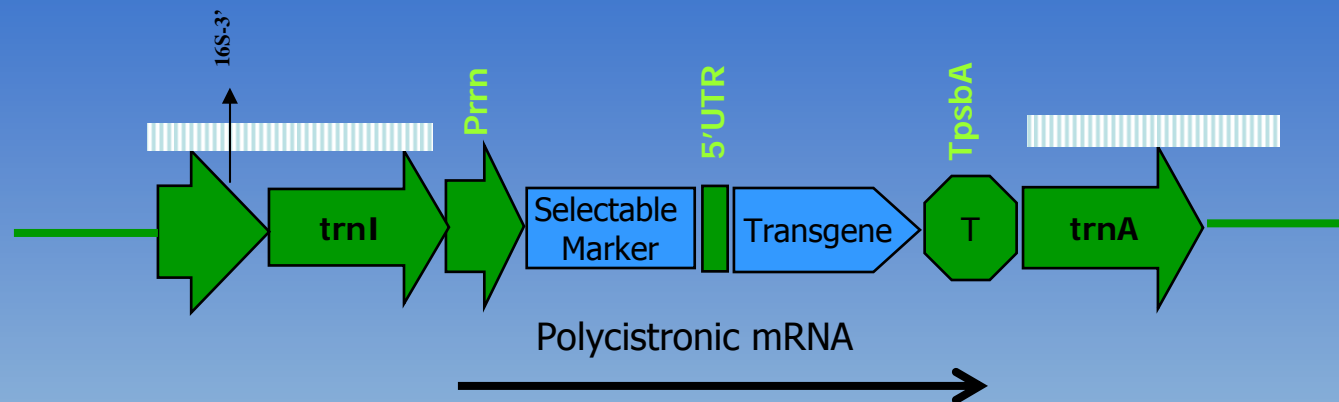 16S-3’
Prrn
5’UTR
TpsbA
trnI
Selectable
Marker
Transgene
T
trnA
Polycistronic mRNA